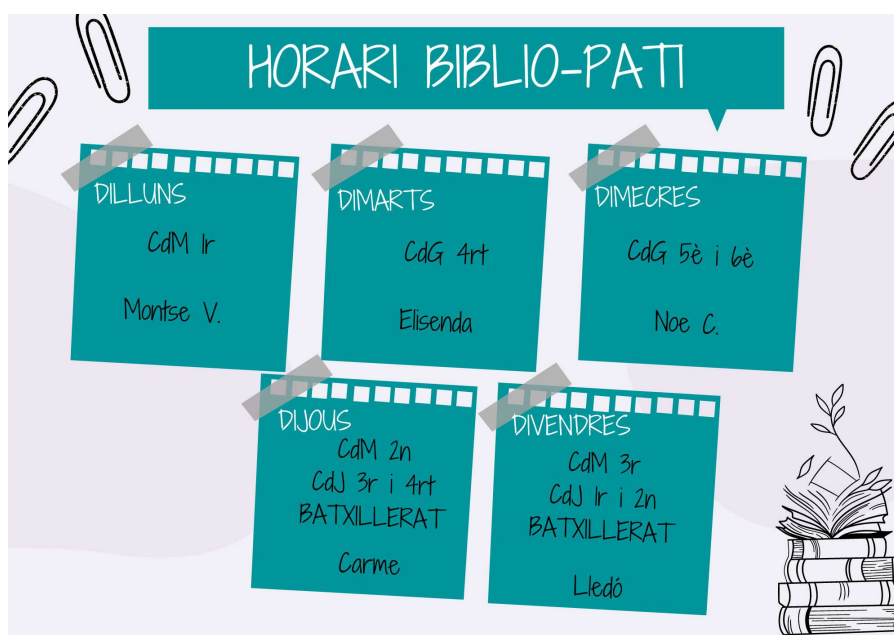 HORARI BIBLIO-PATI
DILLUNS
CdM 1r
Montse V.
DIMARTS
CdG 4rt
Elisenda
DIMECRES
CdG 5è i 6è
Noe C.
DIJOUS
CdM 2n
CdJ 3r i 4rt
BATXILLERAT
Carme
DIVENDRES
CdM 3r
CdJ 1r i 2n
BATXILLERAT
Lledó